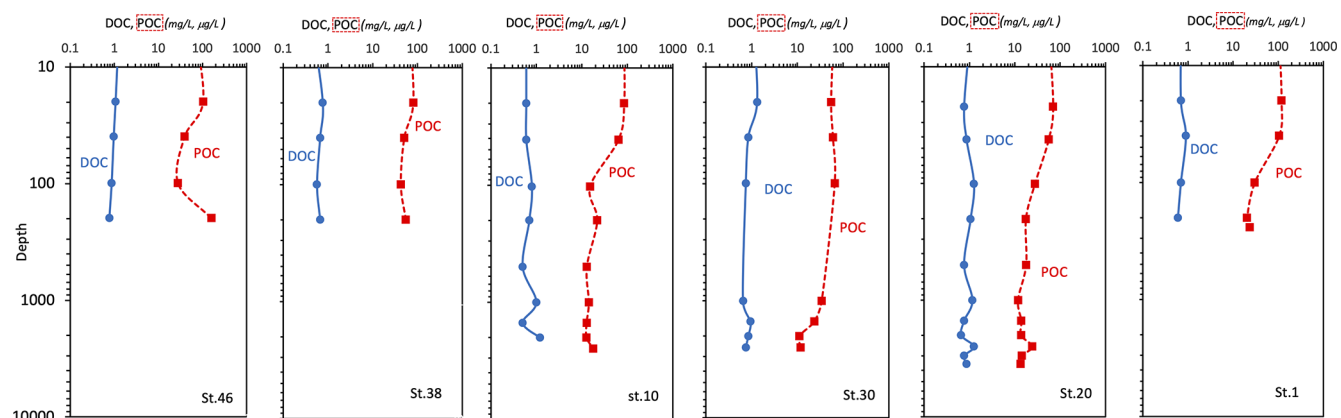 DOC, POC (mg/L, µg/L)
0.1 1 10 100 1000
10
100
1000
10000
Depth
DOC
POC
St.46
DOC, POC (mg/L, µg/L)
0.1 1 10 100 1000
DOC
POC
St.38
DOC, POC (mg/L, µg/L)
0.1 1 10 100 1000
DOC
POC
st.10
DOC, POC (mg/L, µg/L)
0.1 1 10 100 1000
DOC
POC
St.30
DOC, POC (mg/L, µg/L)
0.1 1 10 100 1000
DOC
POC
St.20
DOC, POC (mg/L, µg/L)
0.1 1 10 100 1000
DOC
POC
St.1